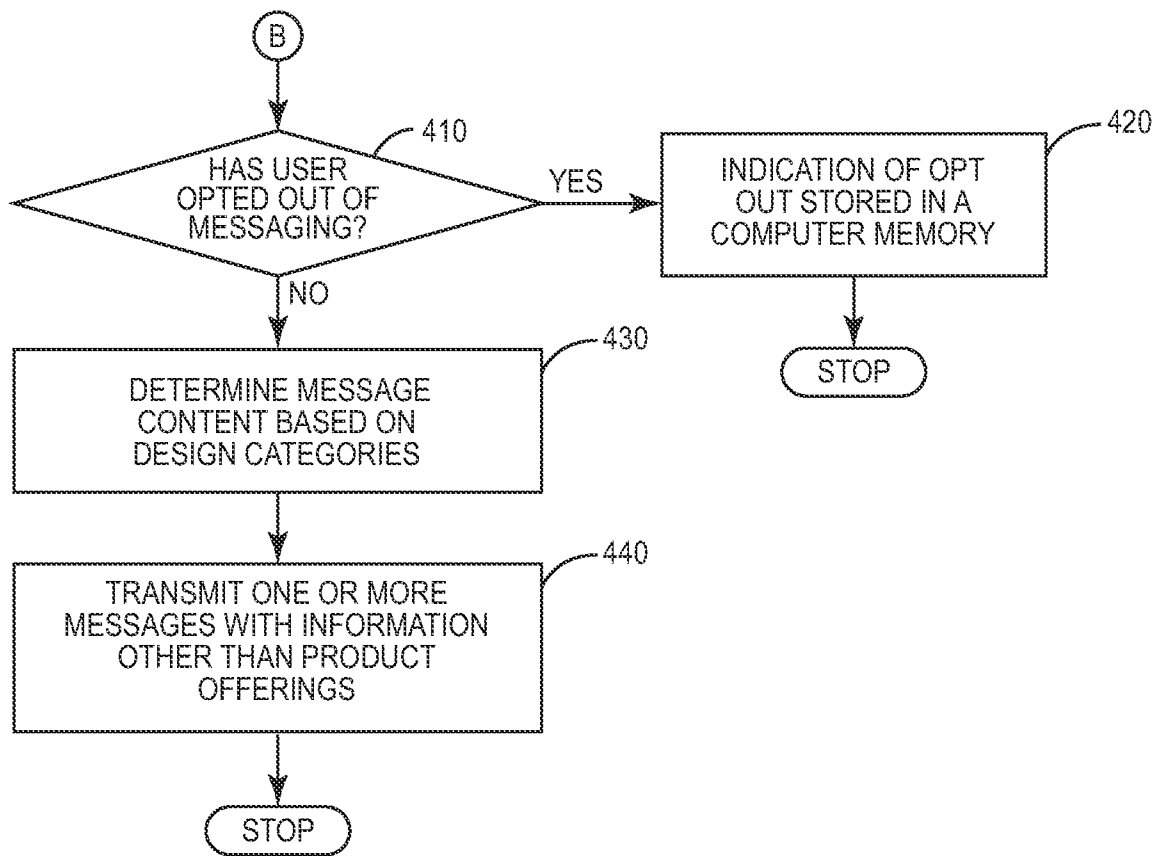 B
410
HAS USER
OPTED OUT OF
MESSAGING?
YES
420
INDICATION OF OPT
OUT STORED IN A
COMPUTER MEMORY
STOP
NO
430
DETERMINE MESSAGE
CONTENT BASED ON
DESIGN CATEGORIES
440
TRANSMIT ONE OR MORE
MESSAGES WITH INFORMATION
OTHER THAN PRODUCT
OFFERINGS
STOP